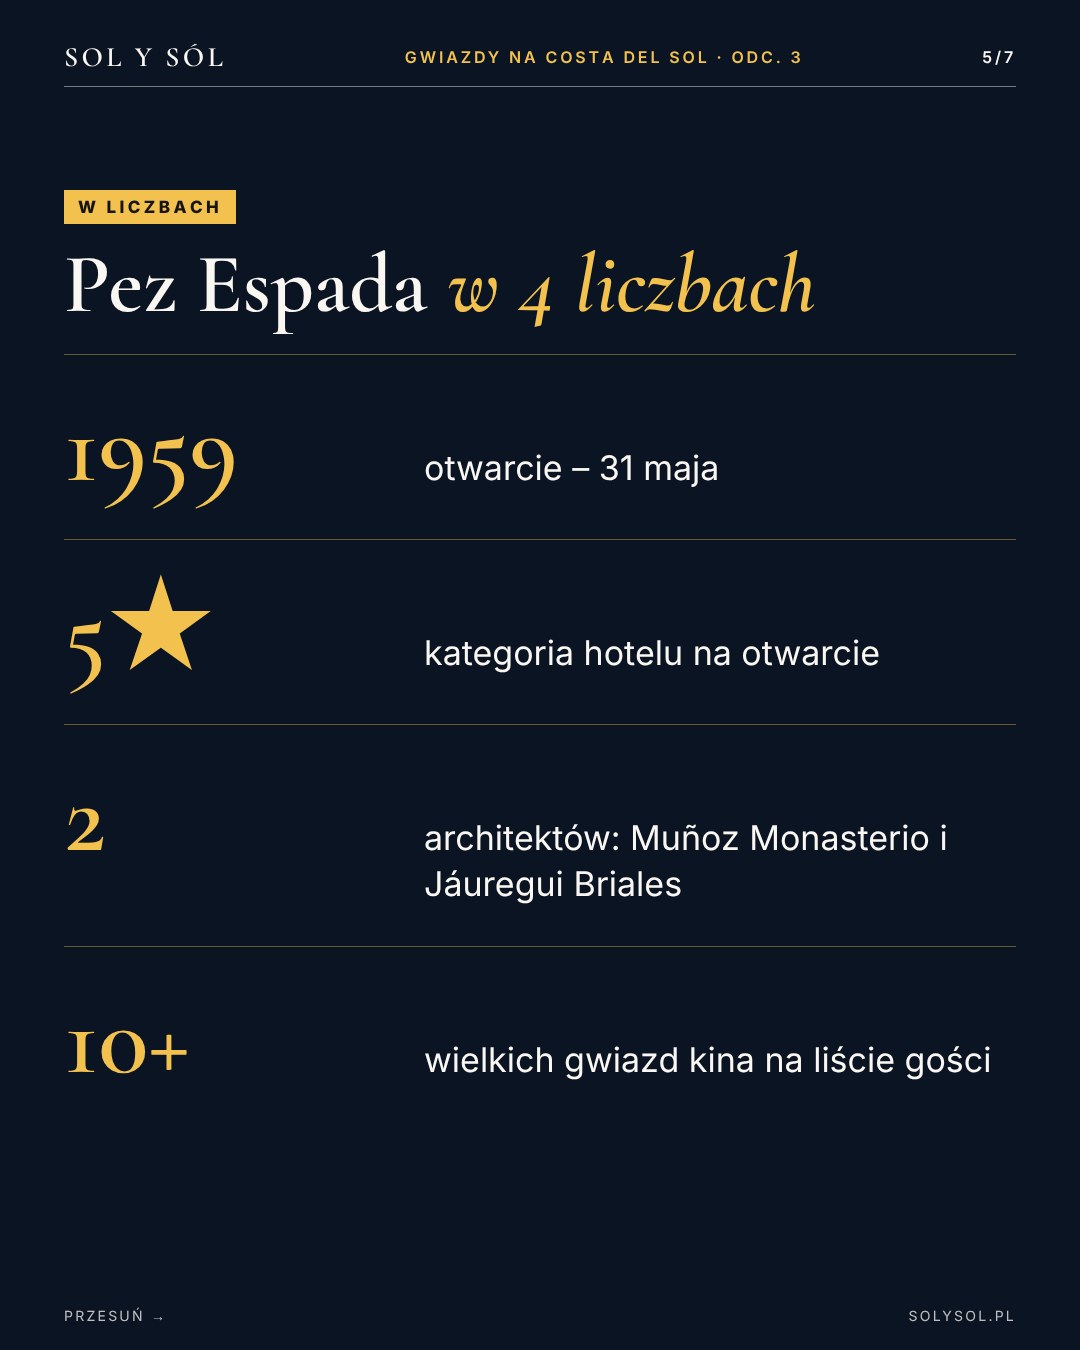 SOL Y SÓL
GWIAZDY NA COSTA DEL SOL · ODC. 3
5/7
W LICZBACH
Pez Espada w 4 liczbach
1959
otwarcie – 31 maja
5★
kategoria hotelu na otwarcie
2
architektów: Muñoz Monasterio i
Jáuregui Briales
10+
wielkich gwiazd kina na liście gości
PRZESUŃ →
SOLYSOL.PL